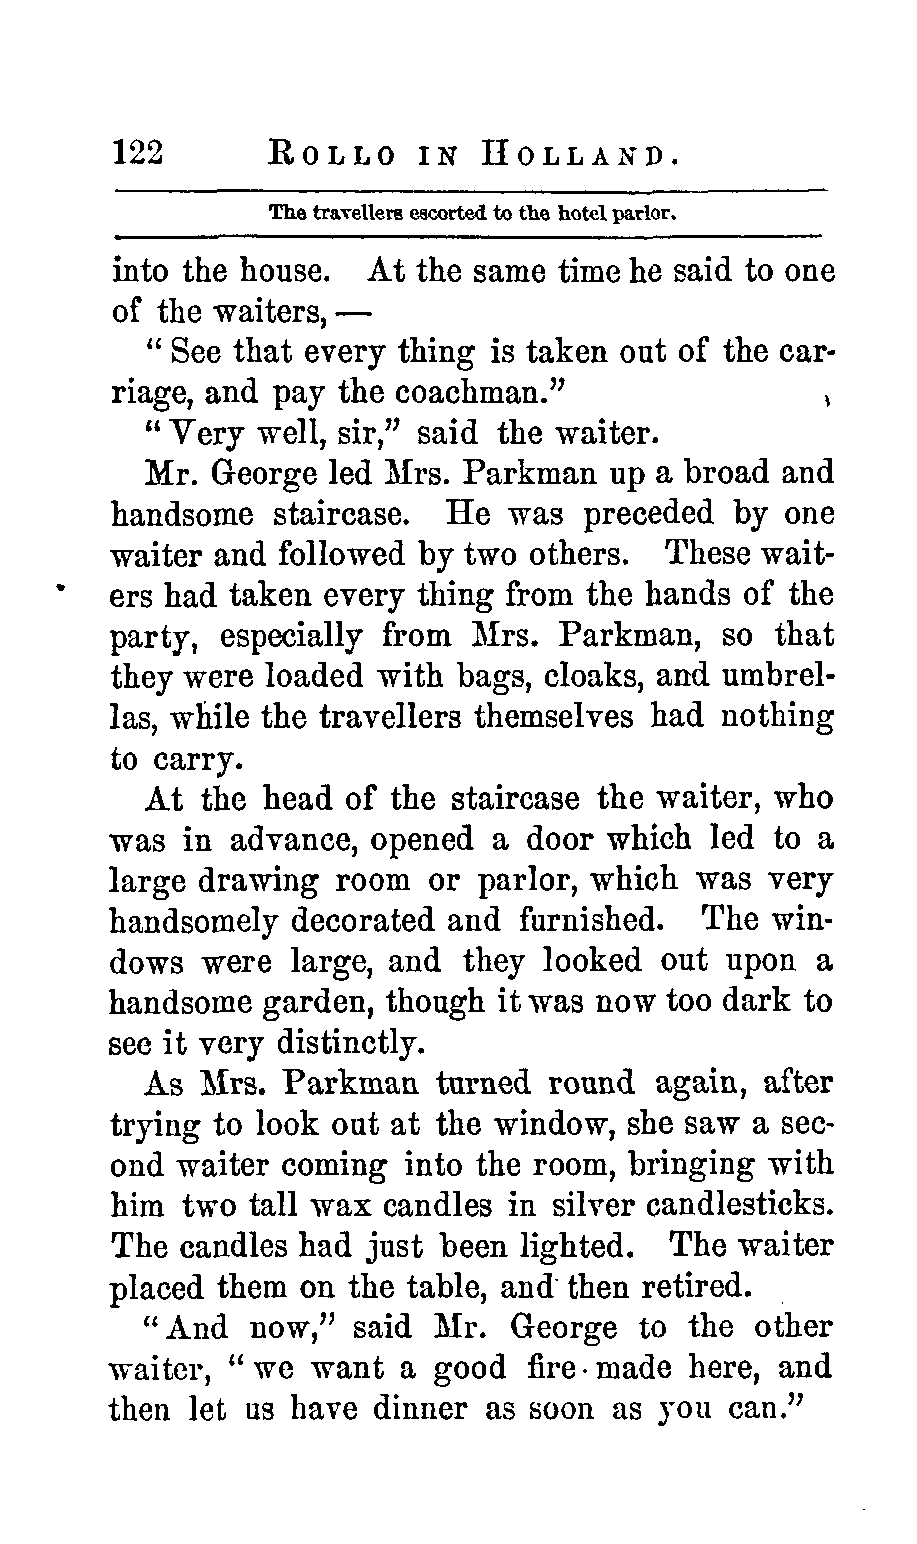 122 ROLLO IN HOLLAND.
The travellers escorted to the hotel parlor.
into the house. At the same time he said to one
of the waiters, —
“See that every thing is taken out of the car-
riage, and pay the coachman.”
“Very well, sir,” said the waiter.
Mr. George led Mrs. Parkman up a broad and
handsome staircase. He was preceded by one
waiter and followed by two others. These wait-
ers had taken every thing from the hands of the
party, especially from Mrs. Parkman, so that
they were loaded with bags, cloaks, and umbrel-
las, while the travellers themselves had nothing
to carry.
At the head of the staircase the waiter, who
was in advance, opened a door which led to a
large drawing room or parlor, which was very
handsomely decorated and furnished. The win-
dows were large, and they looked out upon a
handsome garden, though it was now too dark to
see it very distinctly.
As Mrs. Parkman turned round again, after
trying to look out at the window, she saw a sec-
ond waiter coming into the room, bringing with
him two tall wax candles in silver candlesticks.
The candles had just been lighted. The waiter
placed them on the table, and then retired.
“And now,” said Mr. George to the other
waiter, “we want a good fire made here, and
then let us have dinner as soon as you can.”